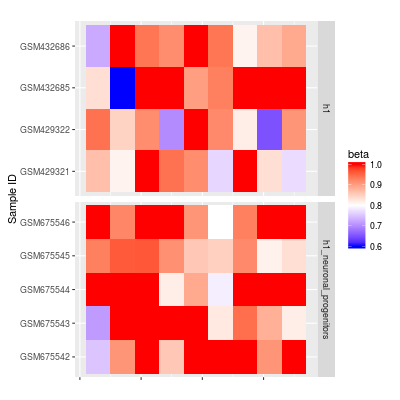 Sample ID
GSM432686
GSM432685
GSM429322
GSM429321
h1
GSM675546
GSM675545
GSM675544
GSM675543
GSM675542
h1_neuronal_progenitors
beta
1.0
0.9
0.8
0.7
0.6